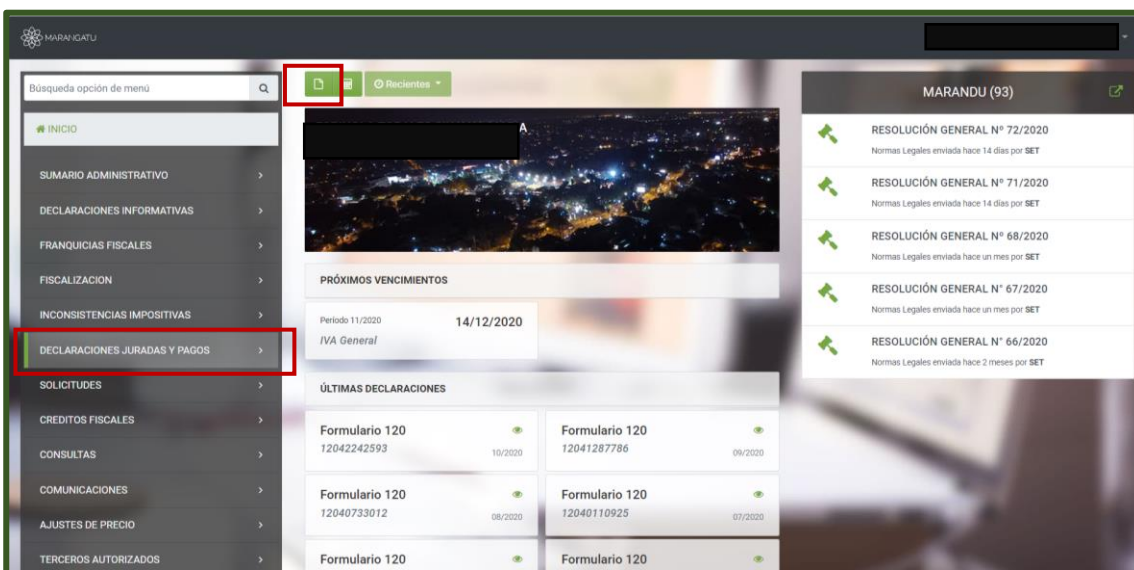 MARANGATU
Búsqueda opción de menú
INICIO
SUMARIO ADMINISTRATIVO
DECLARACIONES INFORMATIVAS
FRANQUICIAS FISCALES
FISCALIZACION
INCONSISTENCIAS IMPOSITIVAS
DECLARACIONES JURADAS Y PAGOS
SOLICITUDES
CREDITOS FISCALES
CONSULTAS
COMUNICACIONES
AJUSTES DE PRECIO
TERCEROS AUTORIZADOS
Recientes
A
PRÓXIMOS VENCIMIENTOS
Periodo 11/2020 14/12/2020
IVA General
ÚLTIMAS DECLARACIONES
Formulario 120
12042242593 10/2020
Formulario 120
12041287786 09/2020
Formulario 120
12040733012 08/2020
Formulario 120
12040110925 07/2020
Formulario 120
Formulario 120
MARANDU (93)
RESOLUCIÓN GENERAL Nº 72/2020
Normas Legales enviada hace 14 días por SET
RESOLUCIÓN GENERAL Nº 71/2020
Normas Legales enviada hace 14 días por SET
RESOLUCIÓN GENERAL Nº 68/2020
Normas Legales enviada hace un mes por SET
RESOLUCIÓN GENERAL N° 67/2020
Normas Legales enviada hace un mes por SET
RESOLUCIÓN GENERAL N° 66/2020
Normas Legales enviada hace 2 meses por SET